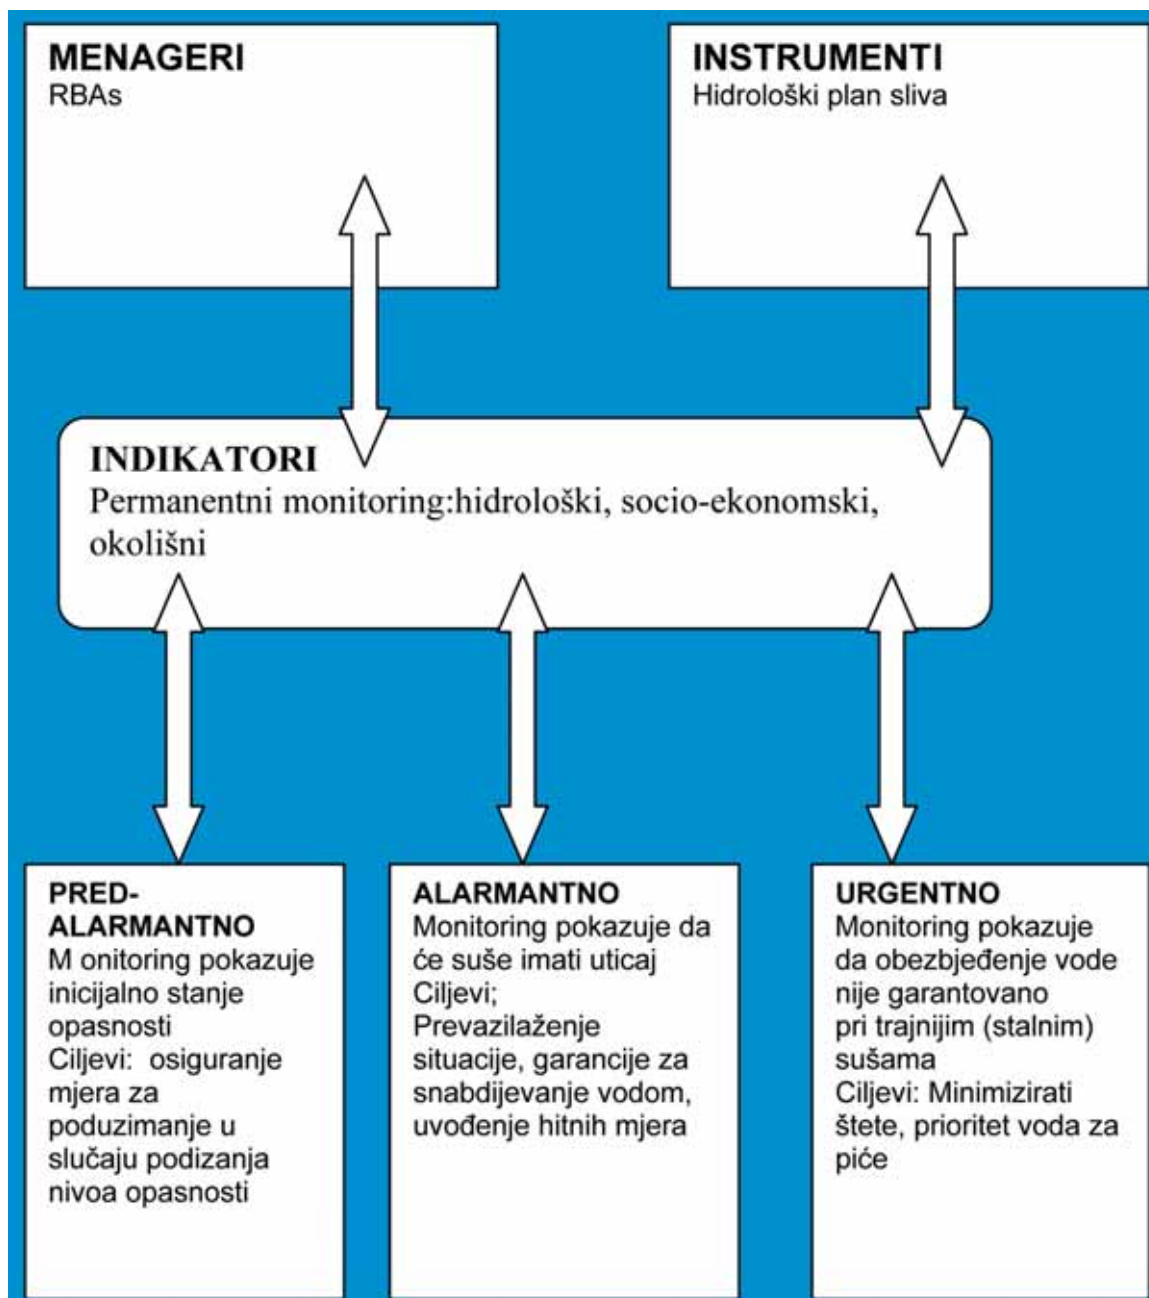 MENAGERI
RBAs
INSTRUMENTI
Hidrološki plan sliva
INDIKATORI
Permanentni monitoring:hidrološki, socio-ekonomski,
okolišni
PRED-
ALARMANTNO
M onitoring pokazuje
inicijalno stanje
opasnosti
Ciljevi: osiguranje
mjera za
poduzimanje u
slučaju podizanja
nivoa opasnosti
ALARMANTNO
Monitoring pokazuje da
će suše imati uticaj
Ciljevi;
Prevazilaženje
situacije, garancije za
snabdijevanje vodom,
uvođenje hitnih mjera
URGENTNO
Monitoring pokazuje
da obezbjeđenje vode
nije garantovano
pri trajnijim (stalnim)
sušama
Ciljevi: Minimizirati
štete, prioritet voda za
piće